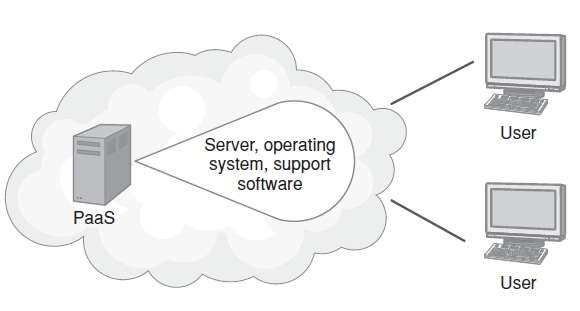 Server, operating
system, support
software
PaaS
User
User